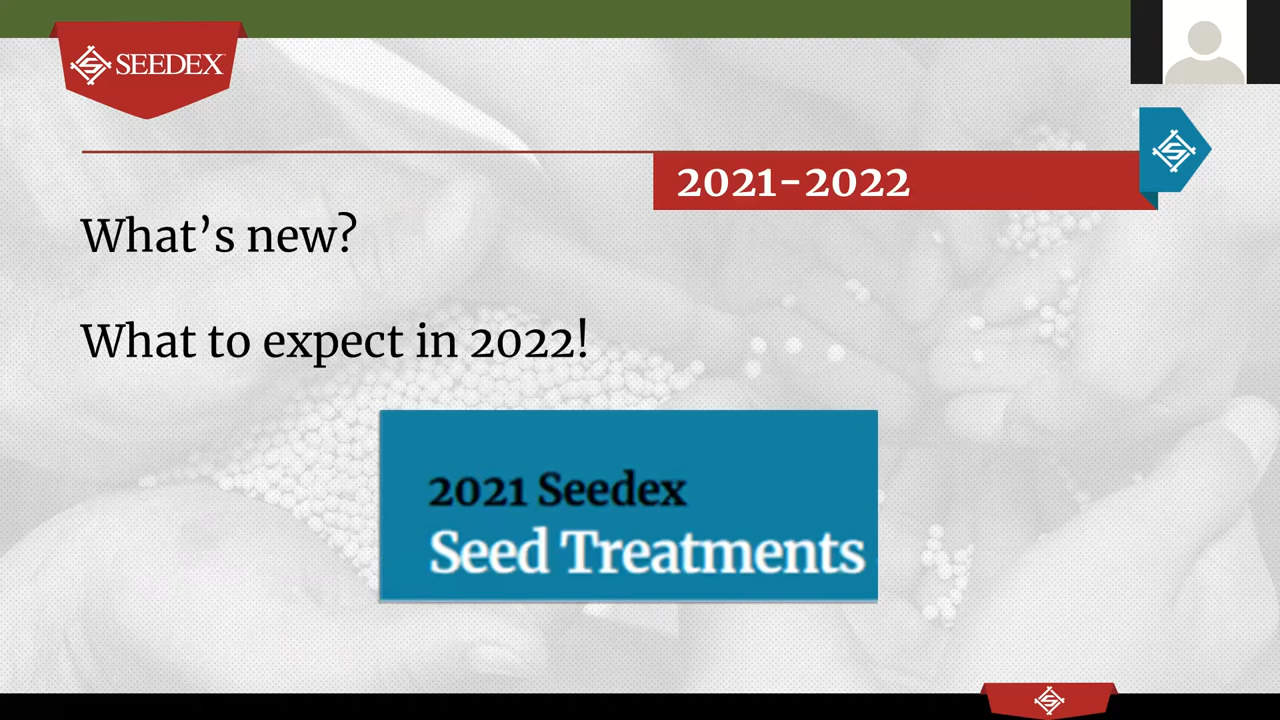 SEEDEX
2021-2022
What's new?
What to expect in 2022!
2021 Seedex
Seed Treatments